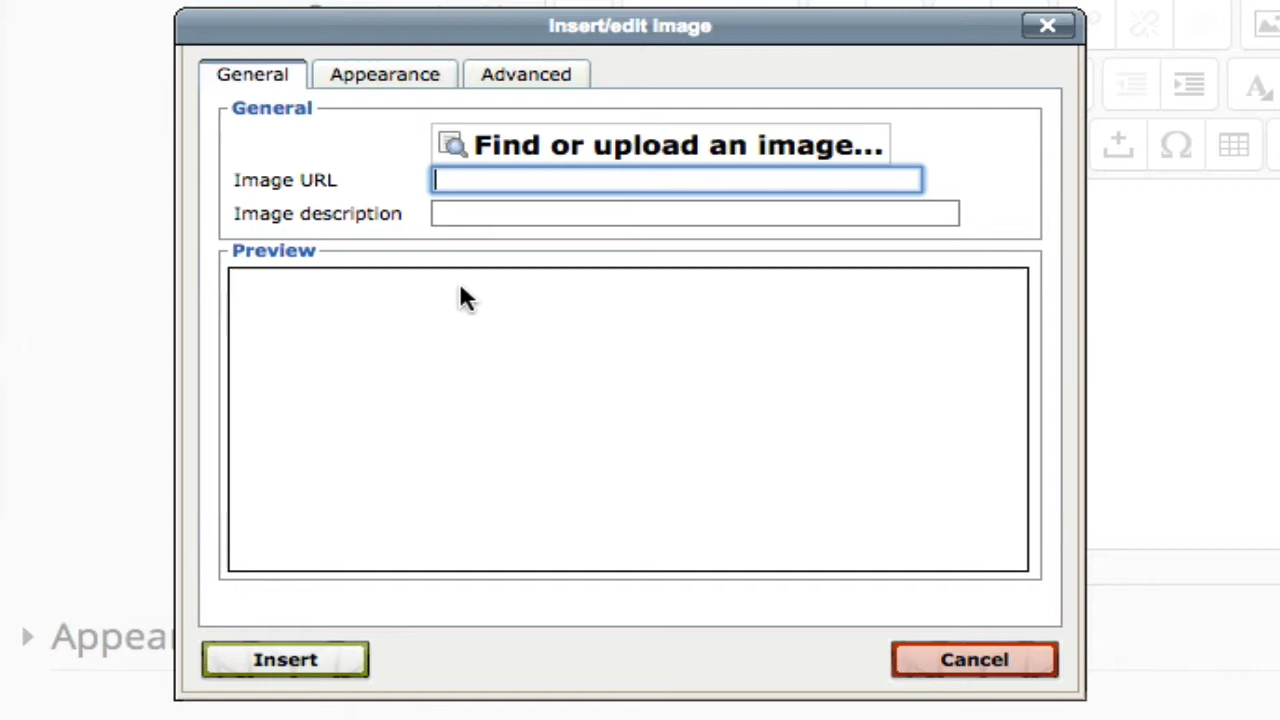 Insert/edit image
General Appearance Advanced
General
Find or upload an image...
Image URL
Image description
Preview
Appear
Insert Cancel